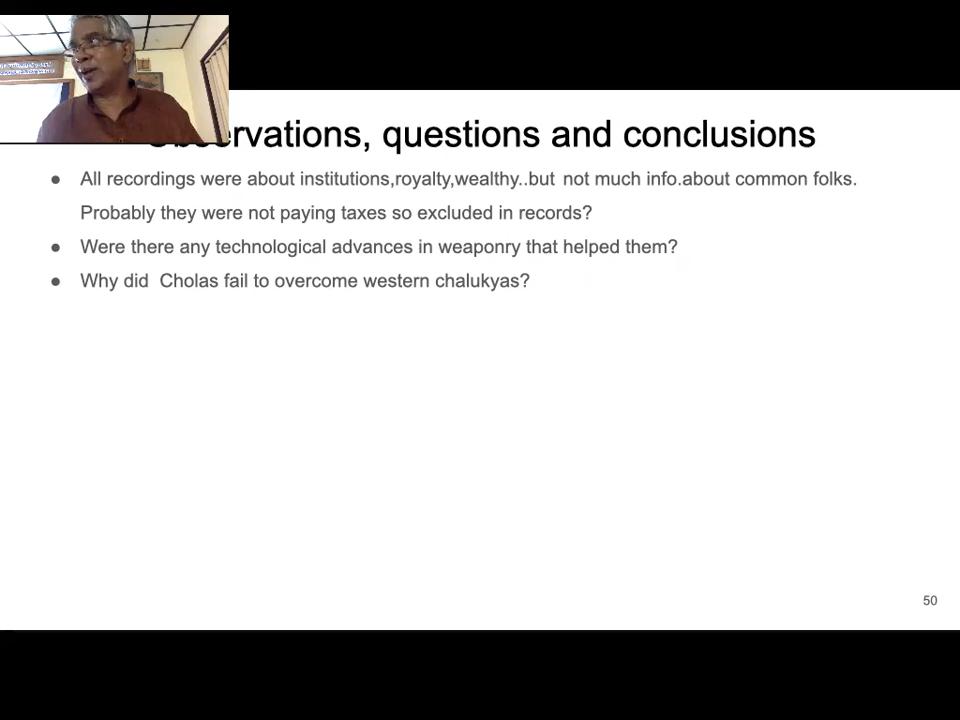 Observations, questions and conclusions
● All recordings were about institutions,royalty,wealthy..but not much info.about common folks.
Probably they were not paying taxes so excluded in records?
● Were there any technological advances in weaponry that helped them?
● Why did Cholas fail to overcome western chalukyas?
50